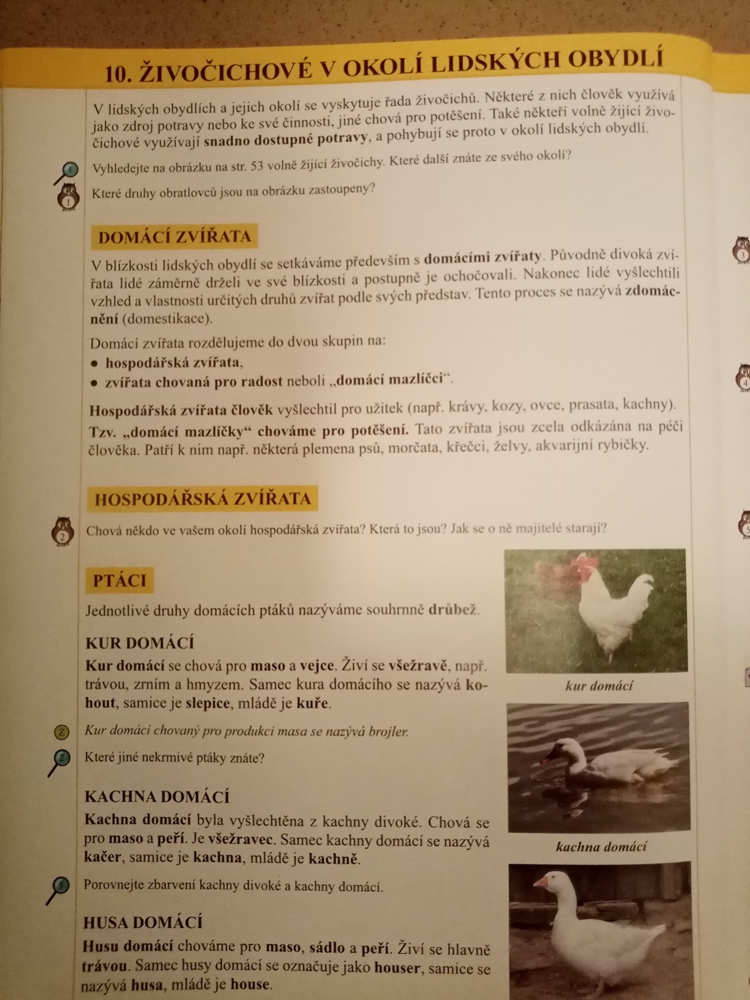 10. ŽIVOČICHOVÉ V OKOLÍ LIDSKÝCH OBYDLÍ
V lidských obydlích a jejich okolí se vyskytuje řada živočichů. Některé z nich člověk využívá
jako zdroj potravy nebo ke své činnosti, jiné chová pro potěšení. Také někteří volně žijící živo-
čichové využívají snadno dostupné potravy, a pohybují se proto v okolí lidských obydlí.
1
Vyhledejte na obrázku na str. 53 volně žijící živočichy. Které další znáte ze svého okolí?
1
Které druhy obratlovců jsou na obrázku zastoupeny?
DOMÁCÍ ZVÍŘATA
V blízkosti lidských obydlí se setkáváme především s domácími zvířaty. Původně divoká zví-
řata lidé záměrně drželi ve své blízkosti a postupně je ochočovali. Nakonec lidé vyšlechtili
vzhled a vlastnosti určitých druhů zvířat podle svých představ. Tento proces se nazývá zdomác-
nění (domestikace).
Domácí zvířata rozdělujeme do dvou skupin na:
● hospodářská zvířata,
● zvířata chovaná pro radost neboli „domácí mazlíčci“.
Hospodářská zvířata člověk vyšlechtil pro užitek (např. krávy, kozy, ovce, prasata, kachny).
Tzv. „domácí mazlíčky“ chováme pro potěšení. Tato zvířata jsou zcela odkázána na péči
člověka. Patří k nim např. některá plemena psů, morčata, křečci, želvy, akvarijní rybičky.
HOSPODÁŘSKÁ ZVÍŘATA
2
Chová někdo ve vašem okolí hospodářská zvířata? Která to jsou? Jak se o ně majitelé starají?
PTÁCI
Jednotlivé druhy domácích ptáků nazýváme souhrnně drůbež.
KUR DOMÁCÍ
Kur domácí se chová pro maso a vejce. Živí se všežravě, např.
trávou, zrním a hmyzem. Samec kura domácího se nazývá ko-
hout, samice je slepice, mládě je kuře.
kur domácí
Z
Kur domácí chovaný pro produkci masa se nazývá brojler.
2
Které jiné nekrmivé ptáky znáte?
KACHNA DOMÁCÍ
Kachna domácí byla vyšlechtěna z kachny divoké. Chová se
pro maso a peří. Je všežravec. Samec kachny domácí se nazývá
kačer, samice je kachna, mládě je kachně.
kachna domácí
3
Porovnejte zbarvení kachny divoké a kachny domácí.
HUSA DOMÁCÍ
Husu domácí chováme pro maso, sádlo a peří. Živí se hlavně
trávou. Samec husy domácí se označuje jako houser, samice se
nazývá husa, mládě je house.
3
4
5